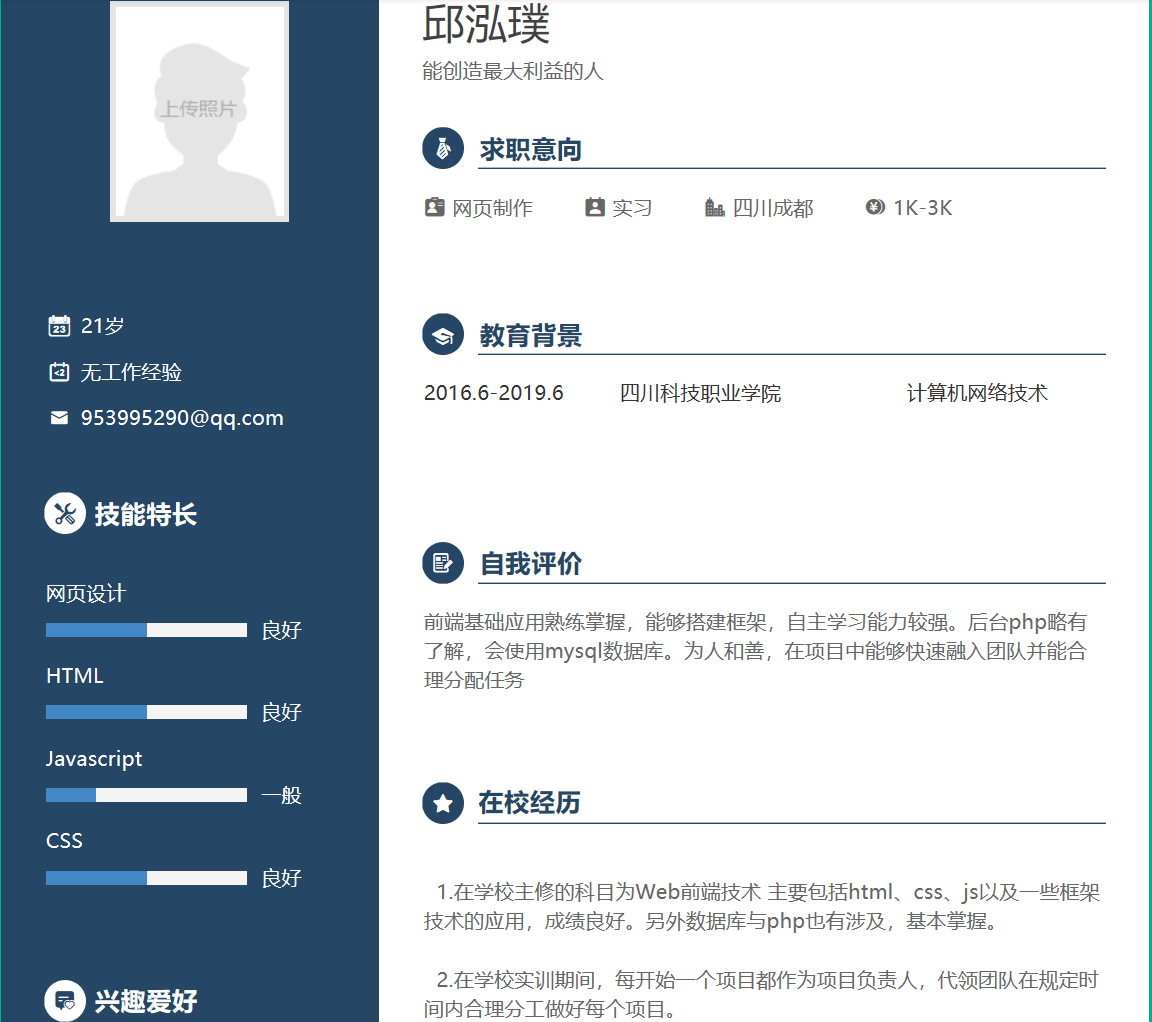 上传照片
23
21岁
<2
无工作经验
953995290@qq.com
技能特长
网页设计
良好
HTML
良好
Javascript
一般
CSS
良好
兴趣爱好
邱泓璞
能创造最大利益的人
求职意向
网页制作 实习 四川成都 ¥ 1K-3K
教育背景
2016.6-2019.6 四川科技职业学院 计算机网络技术
自我评价
前端基础应用熟练掌握，能够搭建框架，自主学习能力较强。后台php略有
了解，会使用mysql数据库。为人和善，在项目中能够快速融入团队并能合
理分配任务
在校经历
1.在学校主修的科目为Web前端技术 主要包括html、css、js以及一些框架
技术的应用，成绩良好。另外数据库与php也有涉及，基本掌握。
2.在学校实训期间，每开始一个项目都作为项目负责人，代领团队在规定时
间内合理分工做好每个项目。